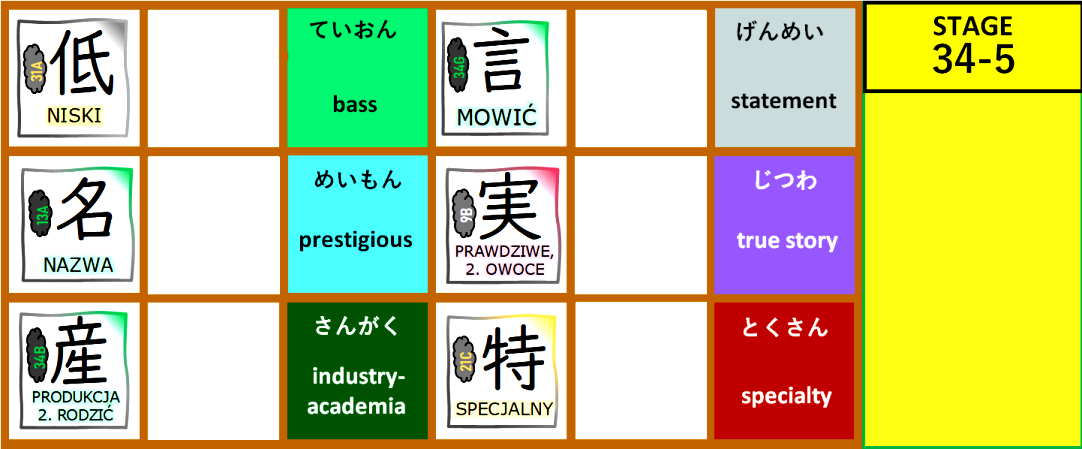 31A
低
NISKI
ていおん
bass
34G
言
MOWIĆ
げんめい
statement
STAGE
34-5
13A
名
NAZWA
めいもん
prestigious
9B
実
PRAWDZIWE,
2. OWOCE
じつわ
true story
34B
産
PRODUKCJA
2. RODZIĆ
さんがく
industry-
academia
21C
特
SPECJALNY
とくさん
specialty